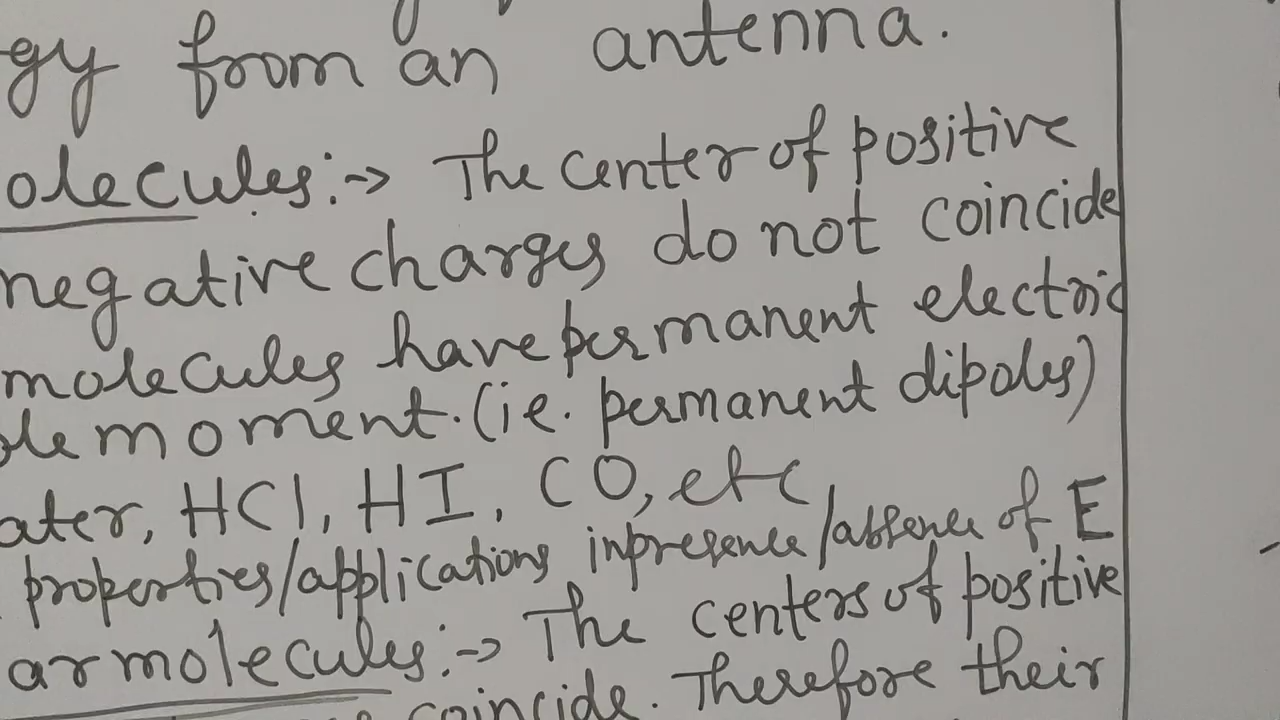 gy from an antenna.
olecules:→ The center of positive
negative charges do not coincide
molecules have permanent electric
le moment. (ie. permanent dipoles)
ater, HCl, HI, CO, etc
properties/applications in presence/absence of E
ar molecules:→ The centers of positive
coincide. Therefore their